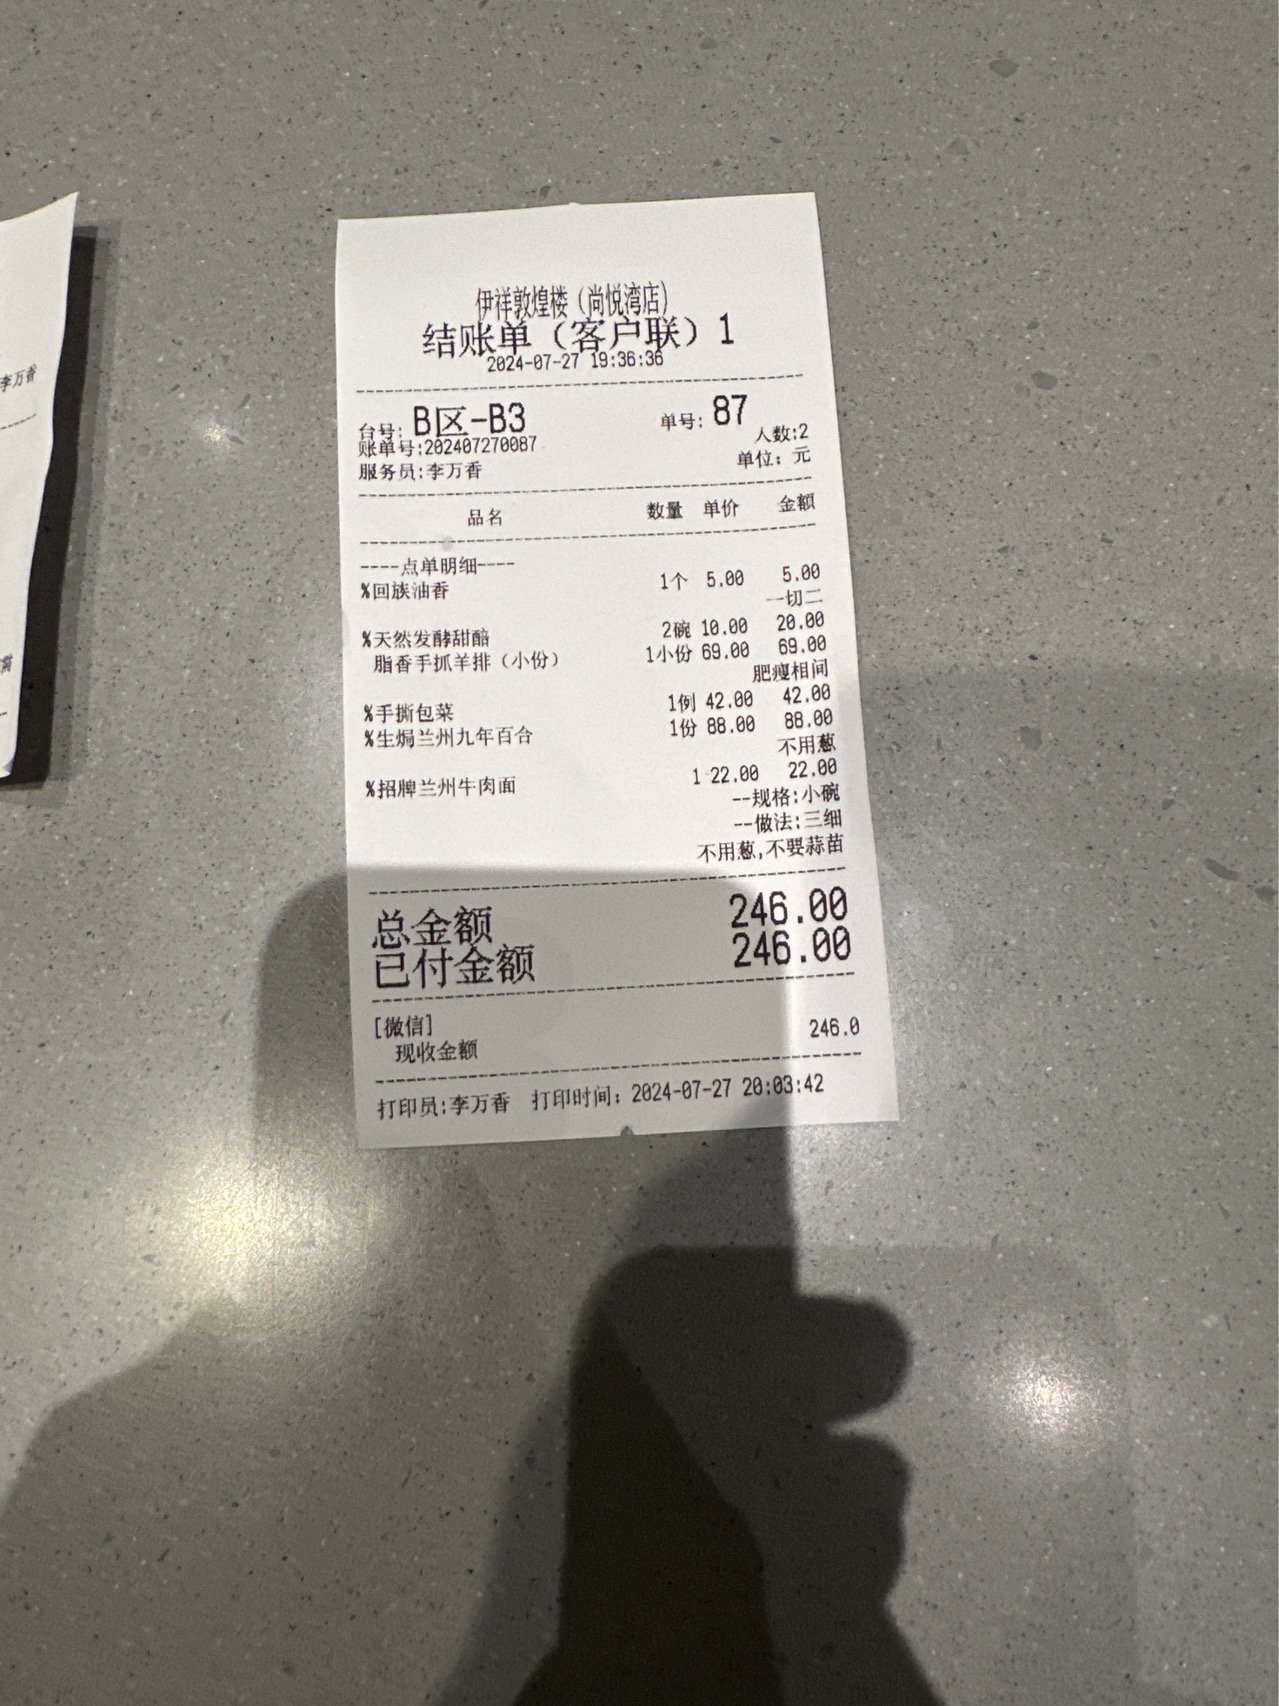 伊祥敦煌楼（尚悦湾店）
结账单（客户联）1
2024-07-27 19:36:36
台号: B区-B3 单号: 87
账单号:202407270087 人数:2
服务员:李万香 单位: 元
品名 数量 单价 金额
----点单明细----
%回族油香 1个 5.00 5.00
一切二
%天然发酵甜醅 2碗 10.00 20.00
脂香手抓羊排（小份） 1小份 69.00 69.00
肥瘦相间
%手撕包菜 1例 42.00 42.00
%生焗兰州九年百合 1份 88.00 88.00
不用葱
%招牌兰州牛肉面 1 22.00 22.00
--规格:小碗
--做法:三细
不用葱,不要蒜苗
总金额 246.00
已付金额 246.00
[微信]
现收金额 246.0
打印员:李万香 打印时间: 2024-07-27 20:03:42
李万香